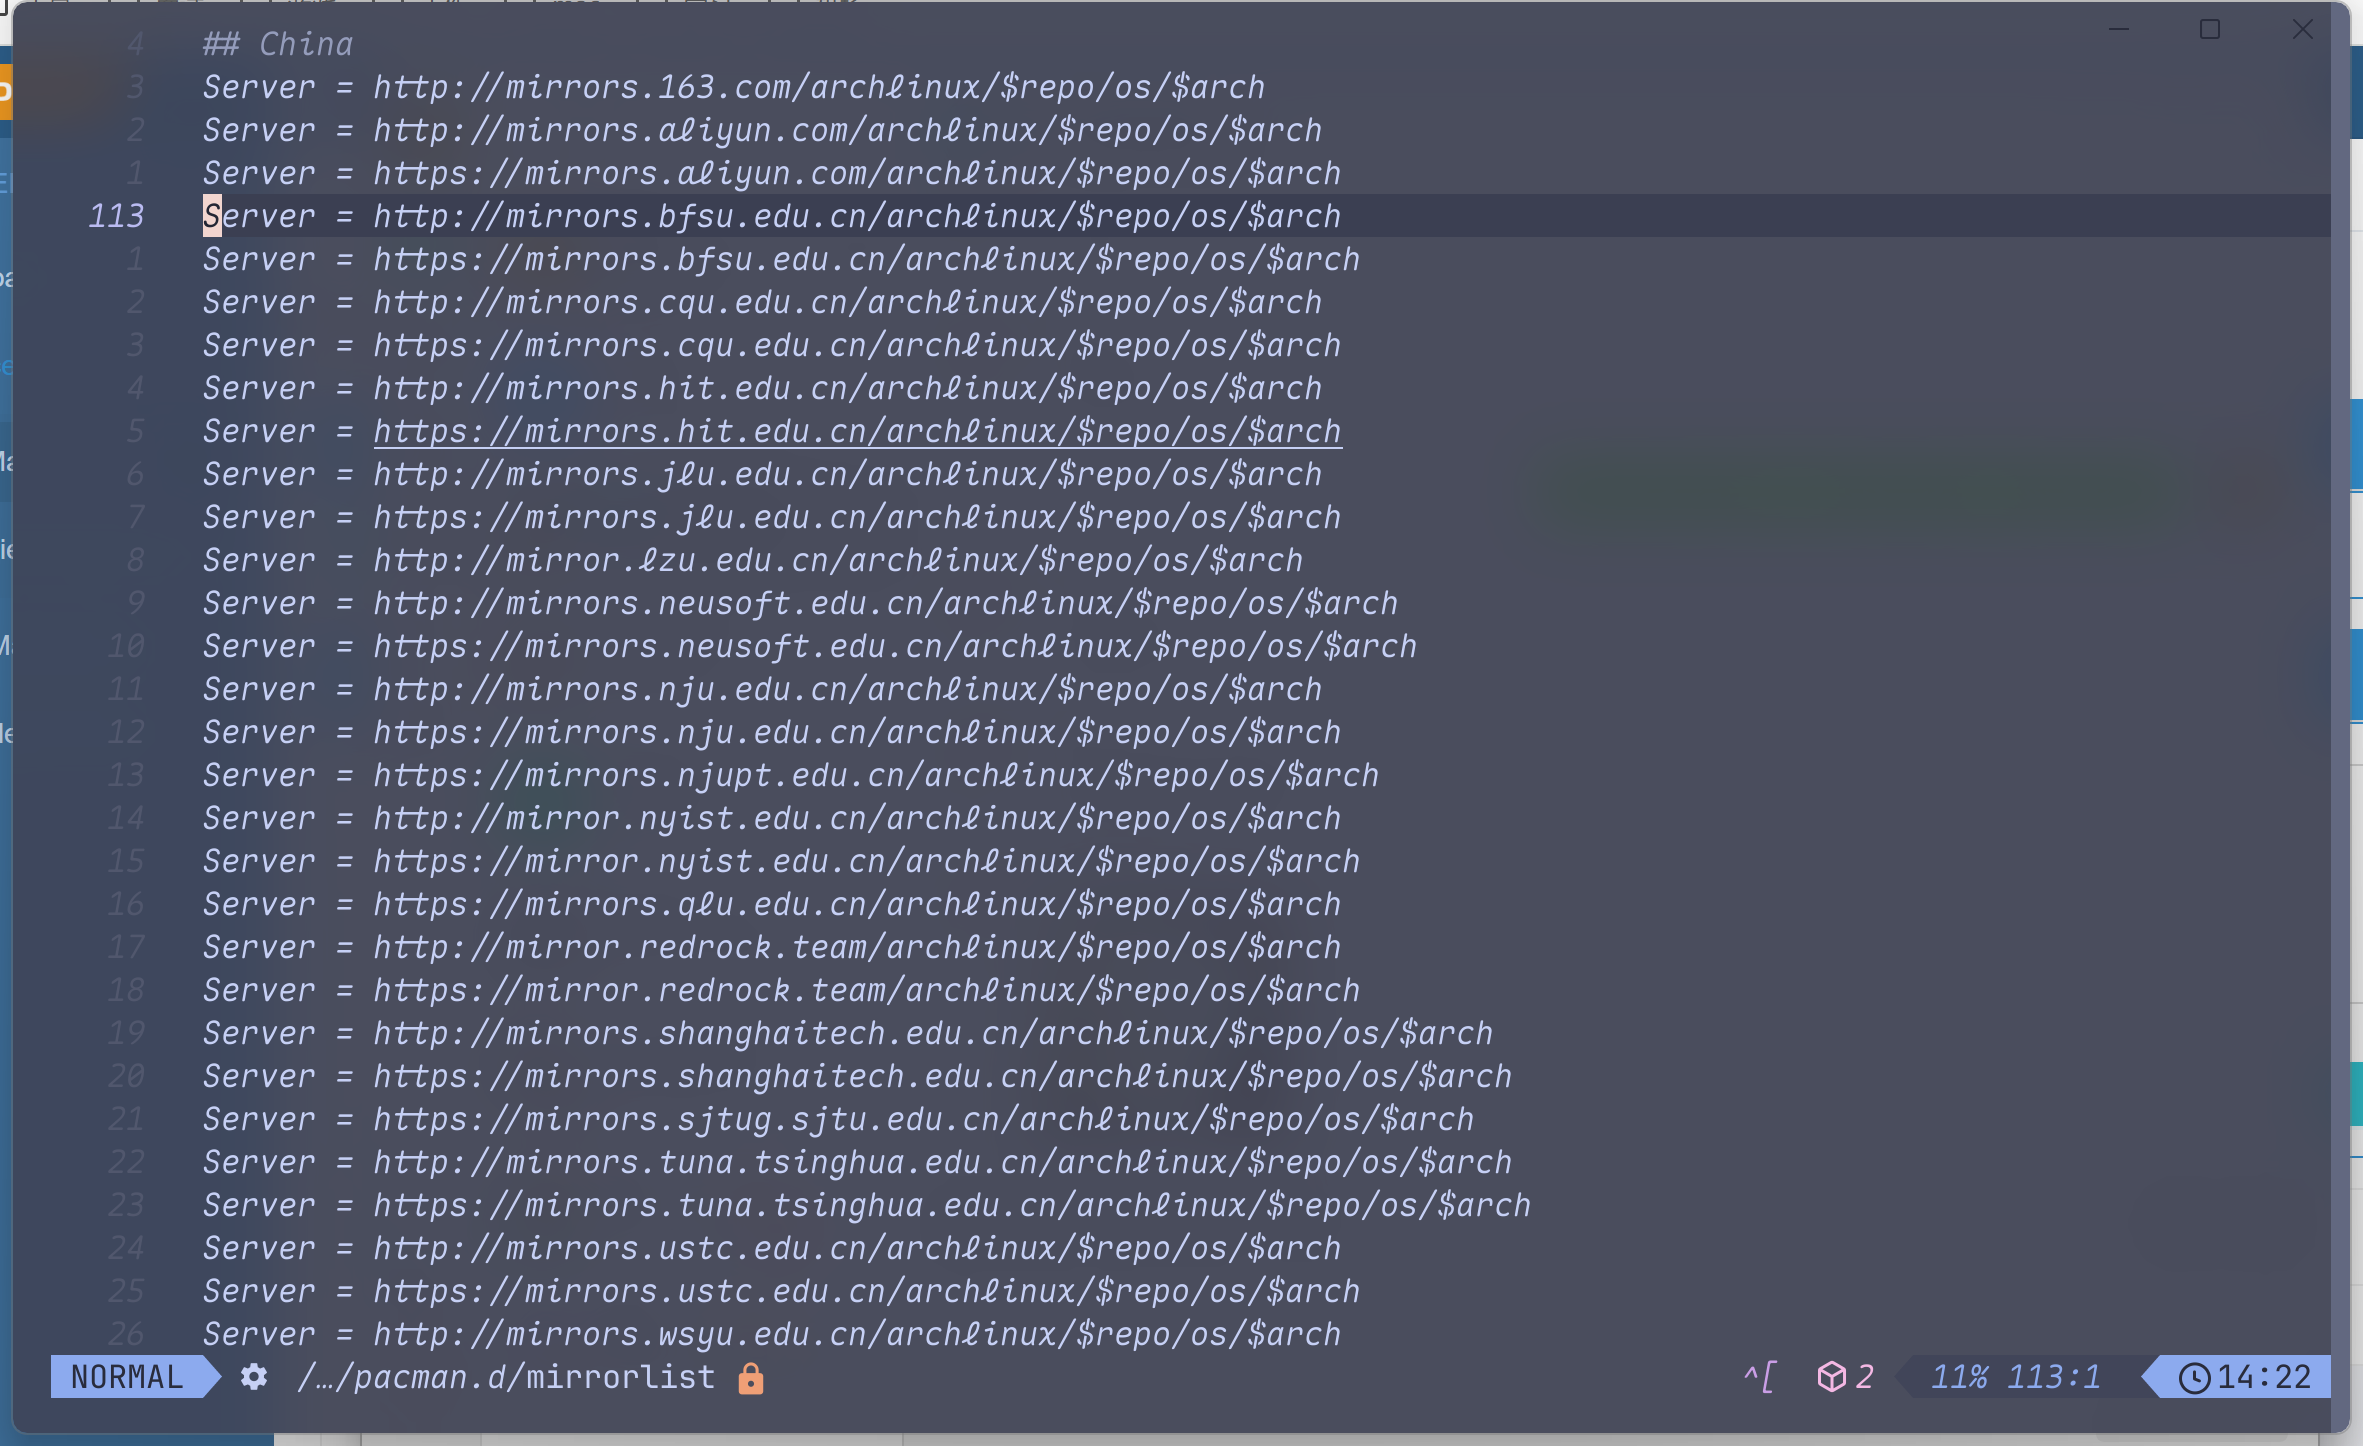 4 ## China
3 Server = http://mirrors.163.com/archlinux/$repo/os/$arch
2 Server = http://mirrors.aliyun.com/archlinux/$repo/os/$arch
1 Server = https://mirrors.aliyun.com/archlinux/$repo/os/$arch
113 Server = http://mirrors.bfsu.edu.cn/archlinux/$repo/os/$arch
1 Server = https://mirrors.bfsu.edu.cn/archlinux/$repo/os/$arch
2 Server = http://mirrors.cqu.edu.cn/archlinux/$repo/os/$arch
3 Server = https://mirrors.cqu.edu.cn/archlinux/$repo/os/$arch
4 Server = http://mirrors.hit.edu.cn/archlinux/$repo/os/$arch
5 Server = https://mirrors.hit.edu.cn/archlinux/$repo/os/$arch
6 Server = http://mirrors.jlu.edu.cn/archlinux/$repo/os/$arch
7 Server = https://mirrors.jlu.edu.cn/archlinux/$repo/os/$arch
8 Server = http://mirror.lzu.edu.cn/archlinux/$repo/os/$arch
9 Server = http://mirrors.neusoft.edu.cn/archlinux/$repo/os/$arch
10 Server = https://mirrors.neusoft.edu.cn/archlinux/$repo/os/$arch
11 Server = http://mirrors.nju.edu.cn/archlinux/$repo/os/$arch
12 Server = https://mirrors.nju.edu.cn/archlinux/$repo/os/$arch
13 Server = https://mirrors.njupt.edu.cn/archlinux/$repo/os/$arch
14 Server = http://mirror.nyist.edu.cn/archlinux/$repo/os/$arch
15 Server = https://mirror.nyist.edu.cn/archlinux/$repo/os/$arch
16 Server = https://mirrors.qlu.edu.cn/archlinux/$repo/os/$arch
17 Server = http://mirror.redrock.team/archlinux/$repo/os/$arch
18 Server = https://mirror.redrock.team/archlinux/$repo/os/$arch
19 Server = http://mirrors.shanghaitech.edu.cn/archlinux/$repo/os/$arch
20 Server = https://mirrors.shanghaitech.edu.cn/archlinux/$repo/os/$arch
21 Server = https://mirrors.sjtug.sjtu.edu.cn/archlinux/$repo/os/$arch
22 Server = http://mirrors.tuna.tsinghua.edu.cn/archlinux/$repo/os/$arch
23 Server = https://mirrors.tuna.tsinghua.edu.cn/archlinux/$repo/os/$arch
24 Server = http://mirrors.ustc.edu.cn/archlinux/$repo/os/$arch
25 Server = https://mirrors.ustc.edu.cn/archlinux/$repo/os/$arch
26 Server = http://mirrors.wsyu.edu.cn/archlinux/$repo/os/$arch
NORMAL /…/pacman.d/mirrorlist ^[ 2 11% 113:1 14:22